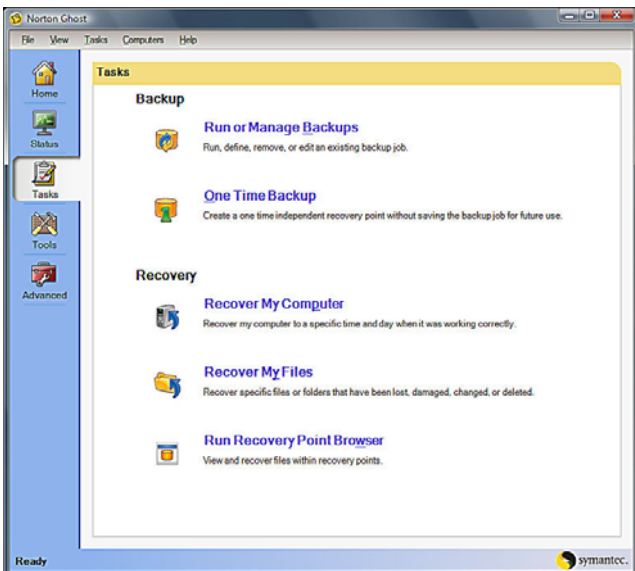 Norton Ghost
File View Tasks Computers Help
Home
Status
Tasks
Tools
Advanced
Tasks
Backup
Run or Manage Backups
Run, define, remove, or edit an existing backup job.
One Time Backup
Create a one time independent recovery point without saving the backup job for future use.
Recovery
Recover My Computer
Recover my computer to a specific time and day when it was working correctly.
Recover My Files
Recover specific files or folders that have been lost, damaged, changed, or deleted.
Run Recovery Point Browser
View and recover files within recovery points.
Ready
symantec.